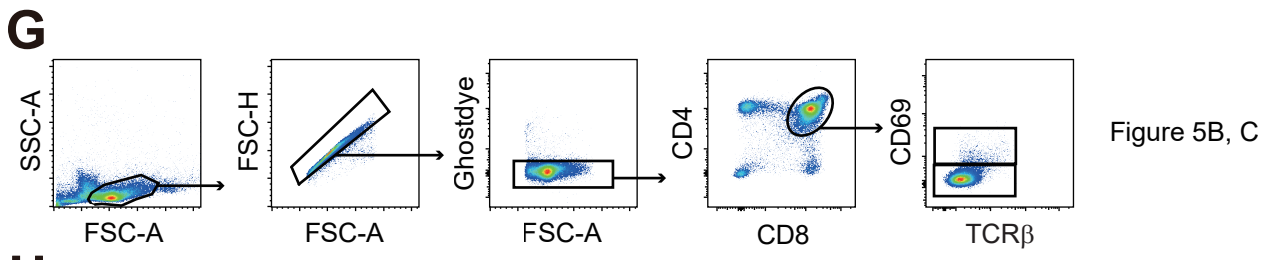 G
SSC-A
FSC-A
FSC-H
FSC-A
Ghostdye
FSC-A
CD4
CD8
CD69
TCRβ
Figure 5B, C